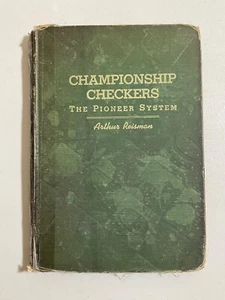 CHAMPIONSHIP
CHECKERS
THE PIONEER SYSTEM
Arthur Reisman